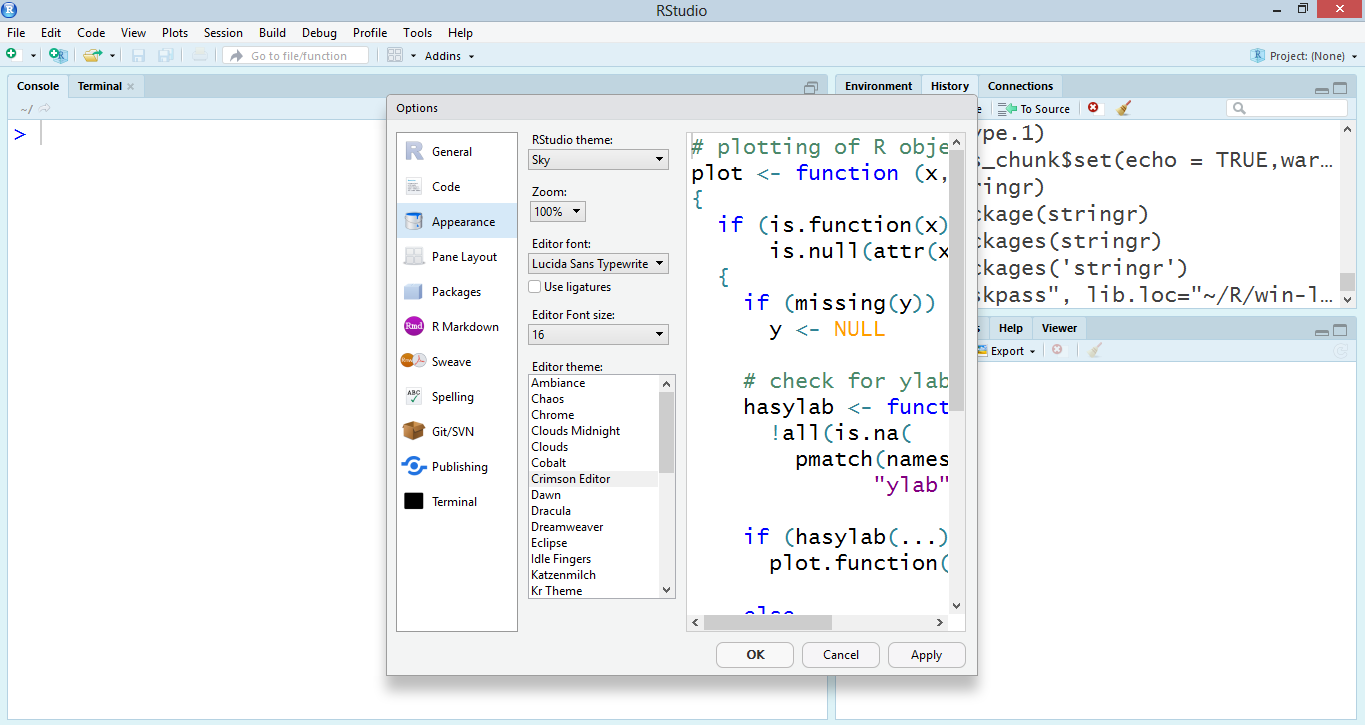 RStudio
File Edit Code View Plots Session Build Debug Profile Tools Help
Go to file/function Addins Project: (None)
Console Terminal
~/
>
Environment History Connections
To Source
ype.1)
s_chunk$set(echo = TRUE,war...
ringr)
ckage(stringr)
ckages(stringr)
ckages('stringr')
skpass", lib.loc="~/R/win-l...
Help Viewer
Export
Options
General
Code
Appearance
Pane Layout
Packages
Rmd R Markdown
Sweave
ABC Spelling
Git/SVN
Publishing
Terminal
RStudio theme:
Sky
Zoom:
100%
Editor font:
Lucida Sans Typewrite
Use ligatures
Editor Font size:
16
Editor theme:
Ambiance
Chaos
Chrome
Clouds Midnight
Clouds
Cobalt
Crimson Editor
Dawn
Dracula
Dreamweaver
Eclipse
Idle Fingers
Katzenmilch
Kr Theme
# plotting of R obje
plot <- function (x,
{
if (is.function(x)
is.null(attr(x
{
if (missing(y))
y <- NULL
# check for ylab
hasylab <- funct
!all(is.na(
pmatch(names
"ylab"
if (hasylab(...)
plot.function(
else
OK Cancel Apply